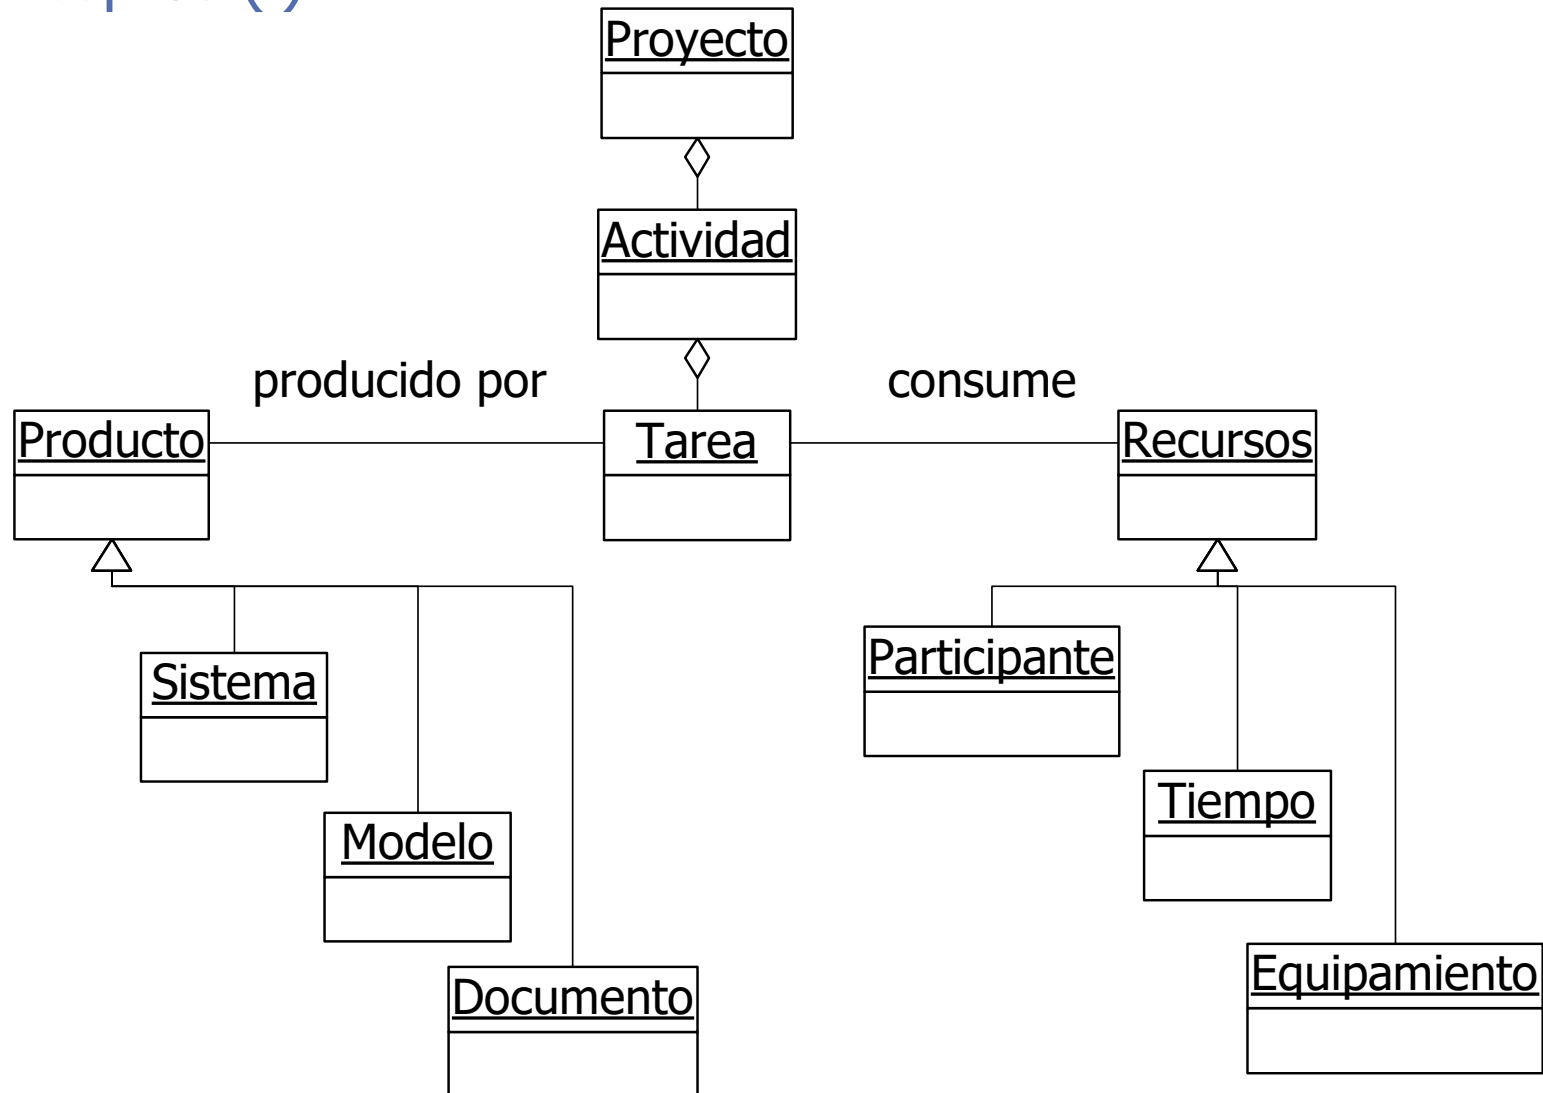 Proyecto
Actividad
producido por
consume
Producto
Tarea
Recursos
Sistema
Participante
Modelo
Tiempo
Documento
Equipamiento